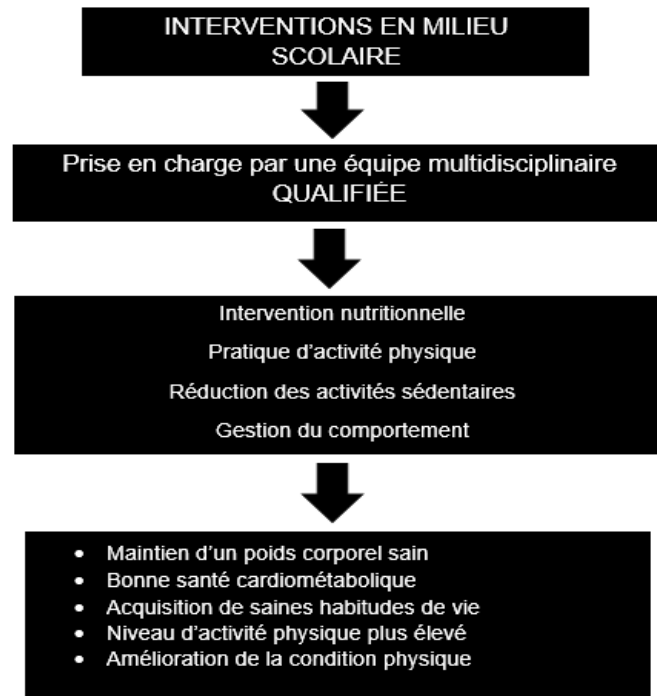 INTERVENTIONS EN MILIEU
SCOLAIRE
Prise en charge par une équipe multidisciplinaire
QUALIFIÉE
Intervention nutritionnelle
Pratique d'activité physique
Réduction des activités sédentaires
Gestion du comportement
• Maintien d'un poids corporel sain
• Bonne santé cardiométabolique
• Acquisition de saines habitudes de vie
• Niveau d'activité physique plus élevé
• Amélioration de la condition physique